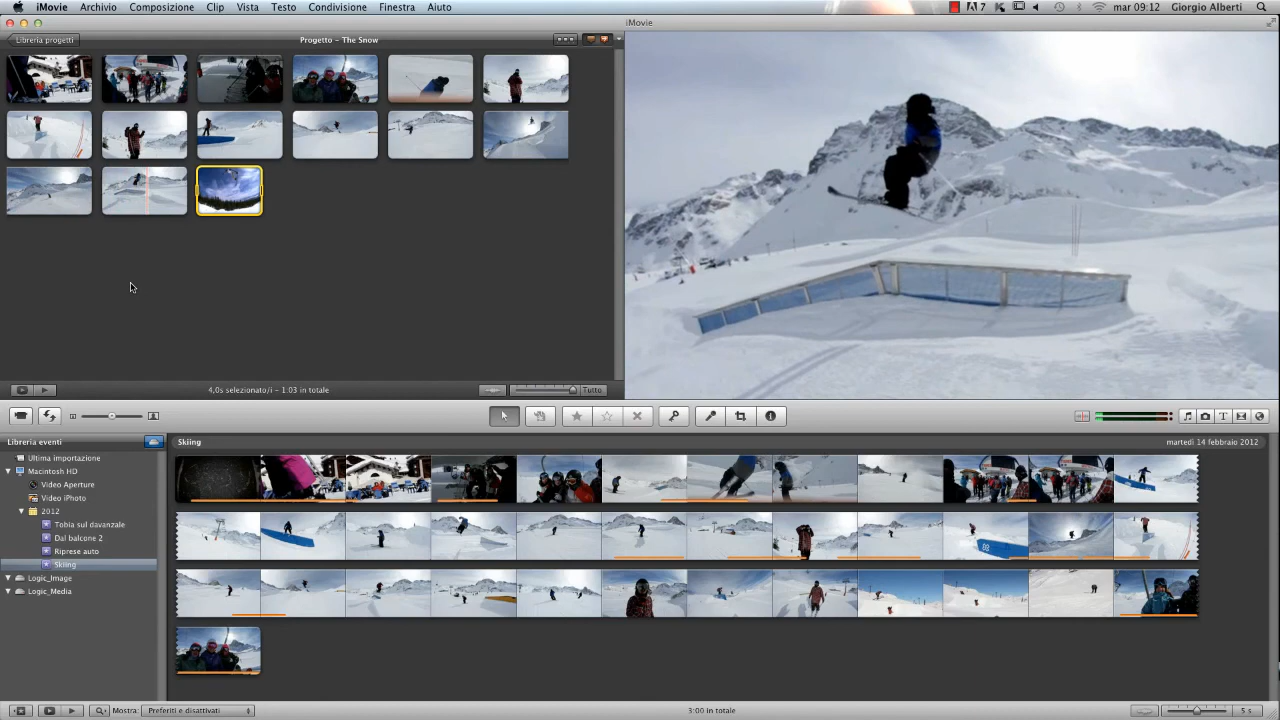 iMovie Archivio Composizione Clip Vista Testo Condivisione Finestra Aiuto
7 mar 09:12 Giorgio Alberti
iMovie
Libreria progetti
Progetto – The Snow
4,0s selezionato/i – 1:03 in totale
Tutto
Libreria eventi
Ultima importazione
Macintosh HD
Video Aperture
Video iPhoto
2012
Tobia sul davanzale
Dal balcone 2
Riprese auto
Skiing
Logic_Image
Logic_Media
Skiing
martedì 14 febbraio 2012
Mostra: Preferiti e disattivati
3:00 in totale
5 s